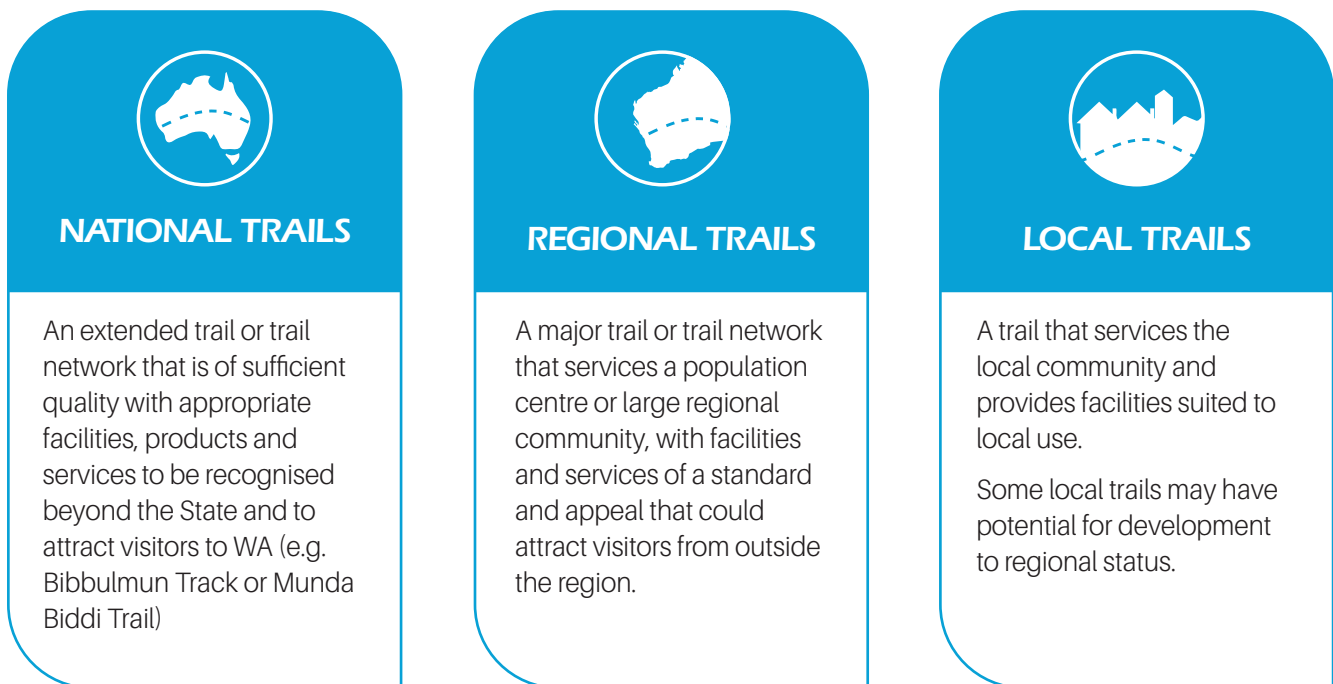 NATIONAL TRAILS
An extended trail or trail
network that is of sufficient
quality with appropriate
facilities, products and
services to be recognised
beyond the State and to
attract visitors to WA (e.g.
Bibbulmun Track or Munda
Biddi Trail)
REGIONAL TRAILS
A major trail or trail network
that services a population
centre or large regional
community, with facilities
and services of a standard
and appeal that could
attract visitors from outside
the region.
LOCAL TRAILS
A trail that services the
local community and
provides facilities suited to
local use.
Some local trails may have
potential for development
to regional status.